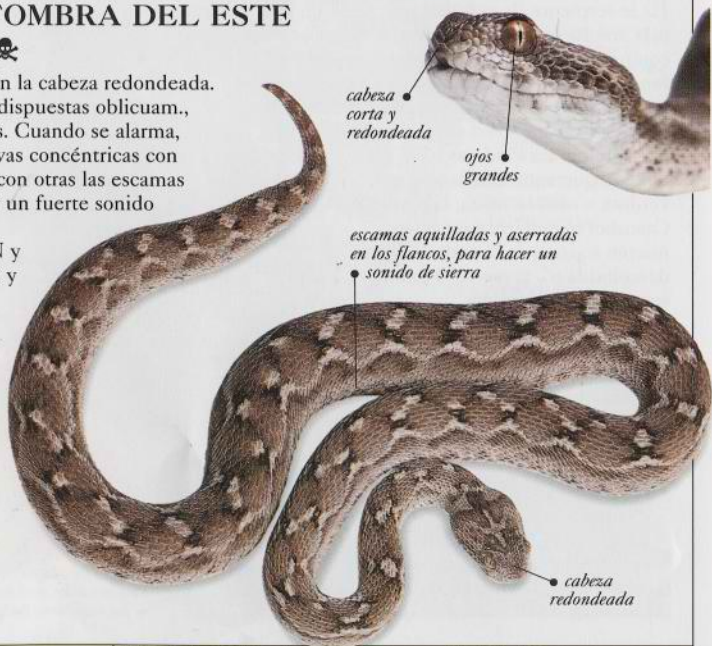 OMBRA DEL ESTE
n la cabeza redondeada.
dispuestas oblicuam.,
s. Cuando se alarma,
vas concéntricas con
con otras las escamas
un fuerte sonido
y
y
cabeza
corta y
redondeada
ojos
grandes
escamas aquilladas y aserradas
en los flancos, para hacer un
sonido de sierra
cabeza
redondeada